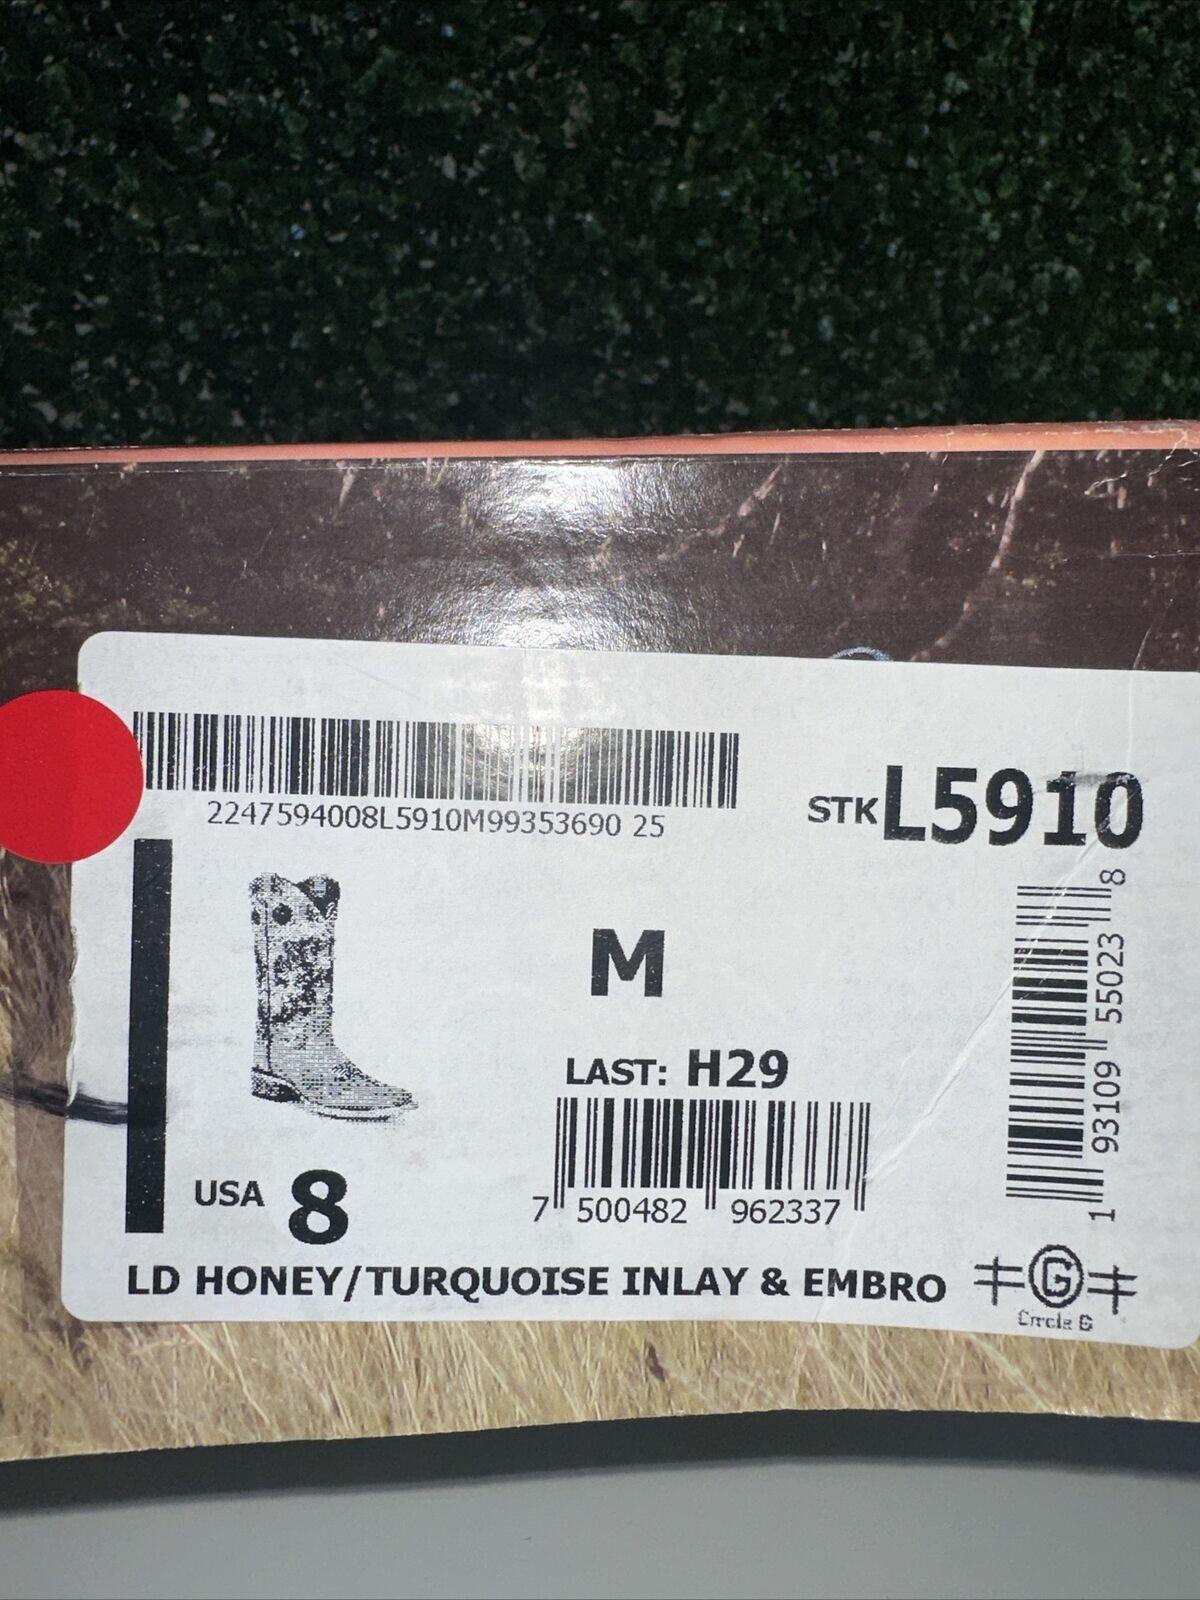 2247594008L5910M99353690 25
STK L5910
M
LAST: H29
1 93109 55023 8
USA 8
7 500482 962337
LD HONEY/TURQUOISE INLAY & EMBRO
G
Circle G